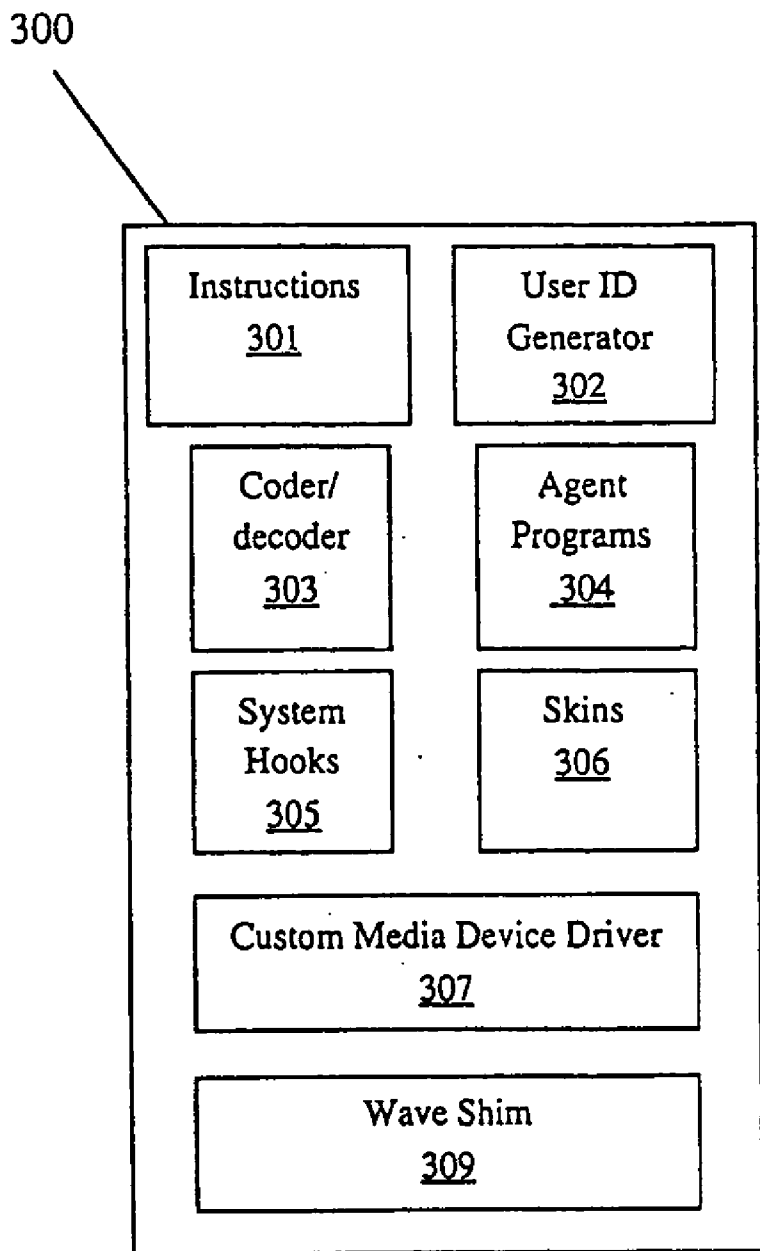 300
Instructions
301
User ID
Generator
302
Coder/
decoder
303
Agent
Programs
304
System
Hooks
305
Skins
306
Custom Media Device Driver
307
Wave Shim
309